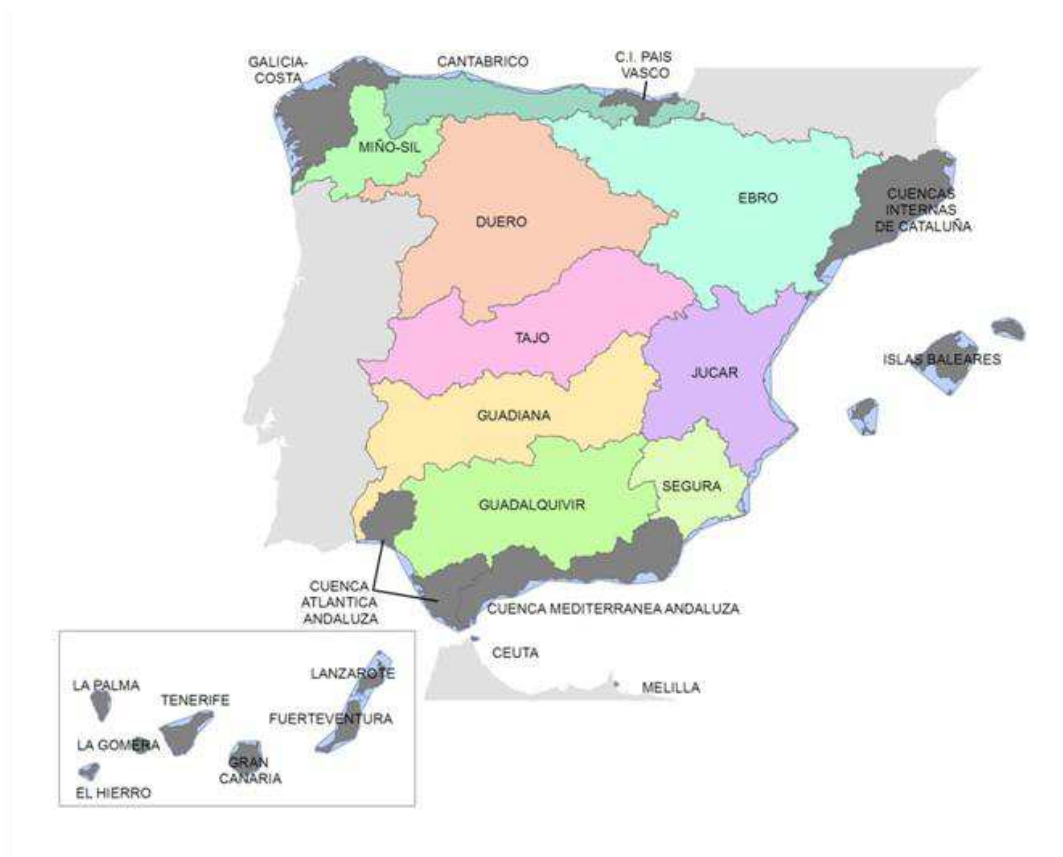 GALICIA-
COSTA
CANTABRICO
C.I. PAIS
VASCO
MIÑO-SIL
DUERO
EBRO
CUENCAS
INTERNAS
DE CATALUÑA
TAJO
JUCAR
ISLAS BALEARES
GUADIANA
SEGURA
GUADALQUIVIR
CUENCA
ATLANTICA
ANDALUZA
CUENCA MEDITERRANEA ANDALUZA
CEUTA
MELILLA
LA PALMA
TENERIFE
LANZAROTE
FUERTEVENTURA
LA GOMERA
GRAN
CANARIA
EL HIERRO